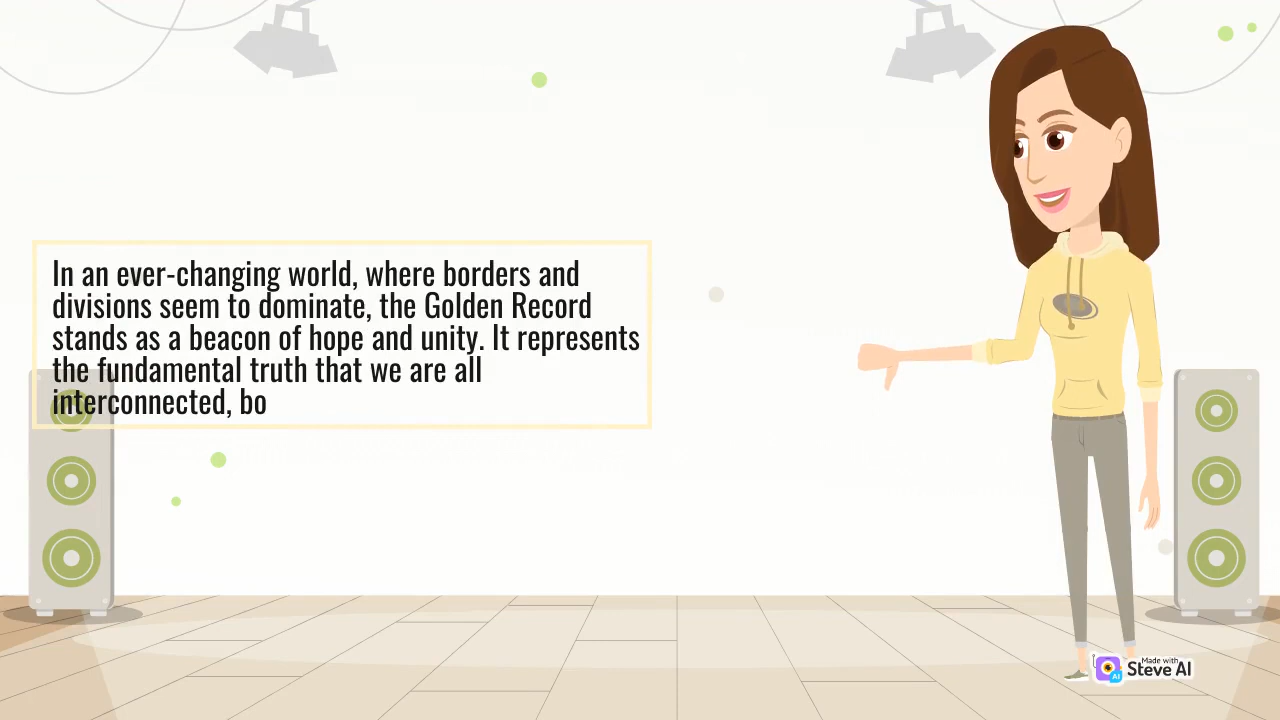 In an ever-changing world, where borders and
divisions seem to dominate, the Golden Record
stands as a beacon of hope and unity. It represents
the fundamental truth that we are all
interconnected, bo
Made with
Steve AI
AI